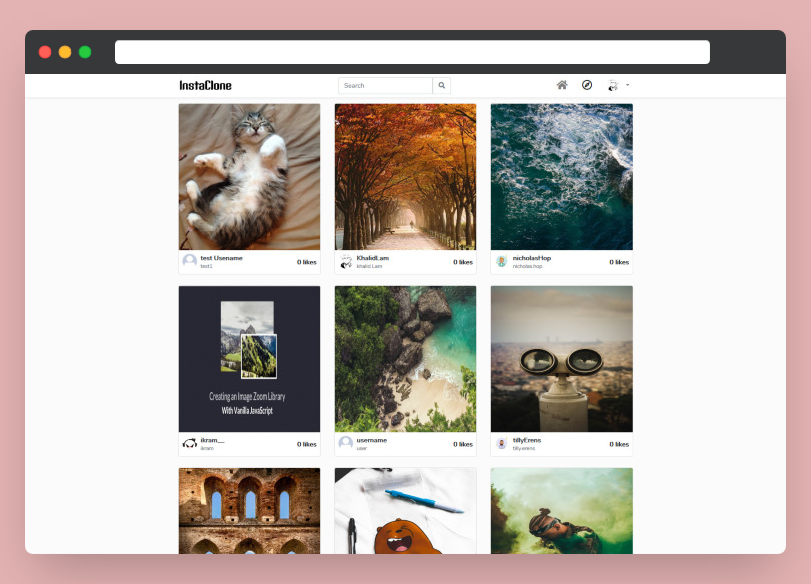 InstaClone
Search
test Usename
test1
0 likes
KhalidLam
khalid.Lam
0 likes
nicholasHop
nicholas.hop
0 likes
Creating an Image Zoom Library
With Vanilla JavaScript
ikram__
ikram
0 likes
username
user
0 likes
tillyErens
tilly.erens
0 likes